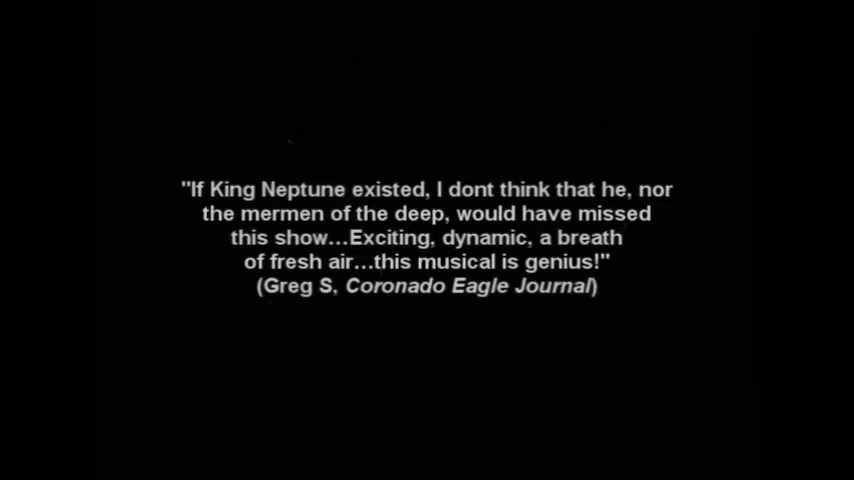 "If King Neptune existed, I dont think that he, nor
the mermen of the deep, would have missed
this show...Exciting, dynamic, a breath
of fresh air...this musical is genius!"
(Greg S, Coronado Eagle Journal)